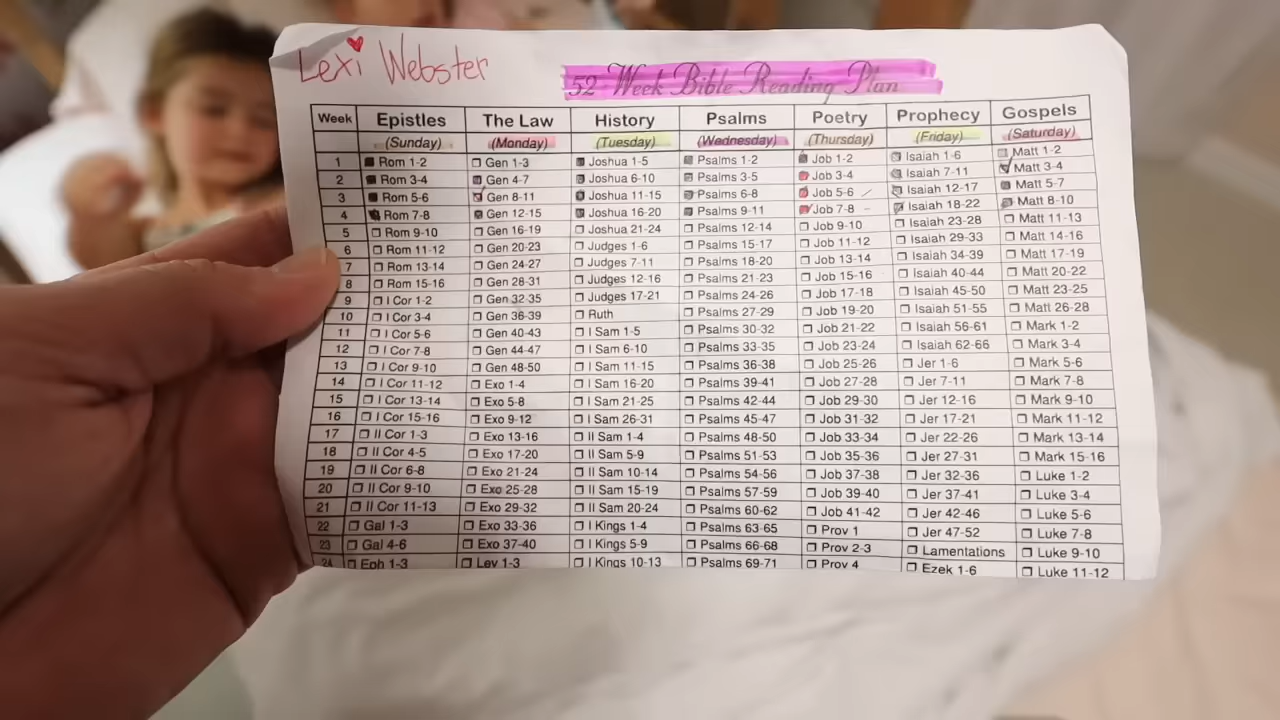 Lexi Webster
52-Week Bible Reading Plan
Week Epistles The Law History Psalms Poetry Prophecy Gospels
(Sunday) (Monday) (Tuesday) (Wednesday) (Thursday) (Friday) (Saturday)
1 Rom 1-2 Gen 1-3 Joshua 1-5 Psalms 1-2 Job 1-2 Isaiah 1-6 Matt 1-2
2 Rom 3-4 Gen 4-7 Joshua 6-10 Psalms 3-5 Job 3-4 Isaiah 7-11 Matt 3-4
3 Rom 5-6 Gen 8-11 Joshua 11-15 Psalms 6-8 Job 5-6 Isaiah 12-17 Matt 5-7
4 Rom 7-8 Gen 12-15 Joshua 16-20 Psalms 9-11 Job 7-8 Isaiah 18-22 Matt 8-10
5 Rom 9-10 Gen 16-19 Joshua 21-24 Psalms 12-14 Job 9-10 Isaiah 23-28 Matt 11-13
6 Rom 11-12 Gen 20-23 Judges 1-6 Psalms 15-17 Job 11-12 Isaiah 29-33 Matt 14-16
7 Rom 13-14 Gen 24-27 Judges 7-11 Psalms 18-20 Job 13-14 Isaiah 34-39 Matt 17-19
8 Rom 15-16 Gen 28-31 Judges 12-16 Psalms 21-23 Job 15-16 Isaiah 40-44 Matt 20-22
9 I Cor 1-2 Gen 32-35 Judges 17-21 Psalms 24-26 Job 17-18 Isaiah 45-50 Matt 23-25
10 I Cor 3-4 Gen 36-39 Ruth Psalms 27-29 Job 19-20 Isaiah 51-55 Matt 26-28
11 I Cor 5-6 Gen 40-43 I Sam 1-5 Psalms 30-32 Job 21-22 Isaiah 56-61 Mark 1-2
12 I Cor 7-8 Gen 44-47 I Sam 6-10 Psalms 33-35 Job 23-24 Isaiah 62-66 Mark 3-4
13 I Cor 9-10 Gen 48-50 I Sam 11-15 Psalms 36-38 Job 25-26 Jer 1-6 Mark 5-6
14 I Cor 11-12 Exo 1-4 I Sam 16-20 Psalms 39-41 Job 27-28 Jer 7-11 Mark 7-8
15 I Cor 13-14 Exo 5-8 I Sam 21-25 Psalms 42-44 Job 29-30 Jer 12-16 Mark 9-10
16 I Cor 15-16 Exo 9-12 I Sam 26-31 Psalms 45-47 Job 31-32 Jer 17-21 Mark 11-12
17 II Cor 1-3 Exo 13-16 II Sam 1-4 Psalms 48-50 Job 33-34 Jer 22-26 Mark 13-14
18 II Cor 4-5 Exo 17-20 II Sam 5-9 Psalms 51-53 Job 35-36 Jer 27-31 Mark 15-16
19 II Cor 6-8 Exo 21-24 II Sam 10-14 Psalms 54-56 Job 37-38 Jer 32-36 Luke 1-2
20 II Cor 9-10 Exo 25-28 II Sam 15-19 Psalms 57-59 Job 39-40 Jer 37-41 Luke 3-4
21 II Cor 11-13 Exo 29-32 II Sam 20-24 Psalms 60-62 Job 41-42 Jer 42-46 Luke 5-6
22 Gal 1-3 Exo 33-36 I Kings 1-4 Psalms 63-65 Prov 1 Jer 47-52 Luke 7-8
23 Gal 4-6 Exo 37-40 I Kings 5-9 Psalms 66-68 Prov 2-3 Lamentations Luke 9-10
24 Eph 1-3 Lev 1-3 I Kings 10-13 Psalms 69-71 Prov 4 Ezek 1-6 Luke 11-12